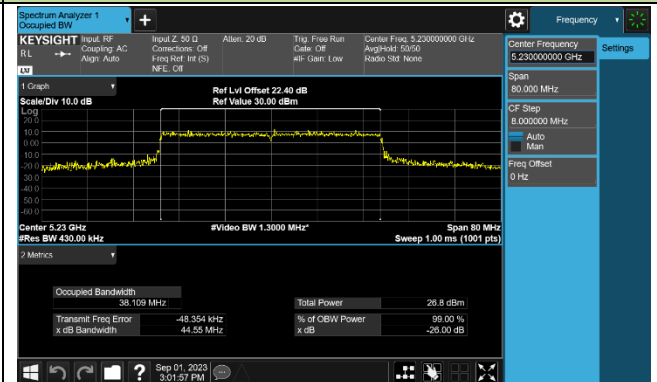 Spectrum Analyzer 1
Occupied BW
Frequency
KEYSIGHT
RL
LXI
Input: RF
Coupling: AC
Align: Auto
Input Z: 50 Ω
Corrections: Off
Freq Ref: Int (S)
NFE: Off
Atten: 20 dB
Trig: Free Run
Gate: Off
#IF Gain: Low
Center Freq: 5.230000000 GHz
Avg|Hold: 50/50
Radio Std: None
Center Frequency
5.230000000 GHz
Settings
Span
80.000 MHz
CF Step
8.000000 MHz
Auto
Man
Freq Offset
0 Hz
1 Graph
Scale/Div 10.0 dB
Ref Lvl Offset 22.40 dB
Ref Value 30.00 dBm
Log
20.0
10.0
0.00
-10.0
-20.0
-30.0
-40.0
-50.0
-60.0
Center 5.23 GHz
#Res BW 430.00 kHz
#Video BW 1.3000 MHz*
Span 80 MHz
Sweep 1.00 ms (1001 pts)
2 Metrics
Occupied Bandwidth
38.109 MHz
Total Power 26.8 dBm
Transmit Freq Error -48.354 kHz
% of OBW Power 99.00 %
x dB Bandwidth 44.55 MHz
x dB -26.00 dB
?
Sep 01, 2023
3:01:57 PM